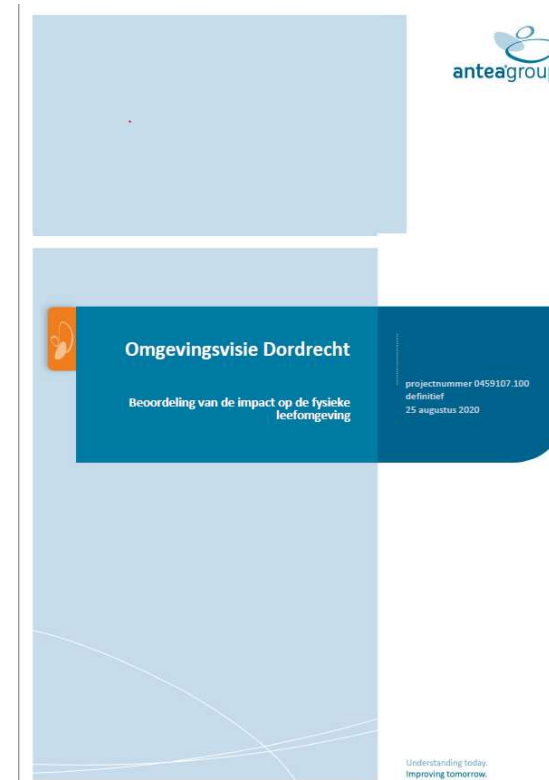 anteagroup
Omgevingsvisie Dordrecht
Beoordeling van de impact op de fysieke
leefomgeving
projectnummer 0459107.100
definitief
25 augustus 2020
Understanding today.
Improving tomorrow.